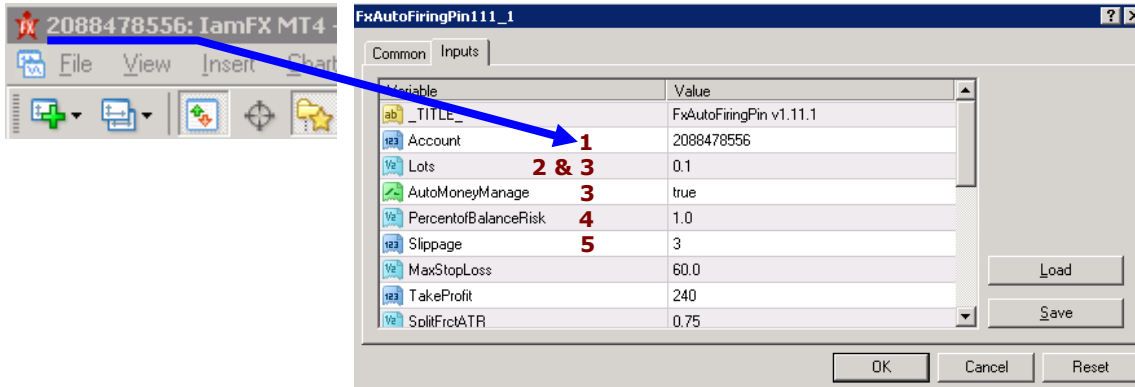 2088478556: IamFX MT4 -
File View Insert Chart
FxAutoFiringPin111_1
Common Inputs
Variable Value
_TITLE_ FxAutoFiringPin v1.11.1
Account 1 2088478556
Lots 2 & 3 0.1
AutoMoneyManage 3 true
PercentofBalanceRisk 4 1.0
Slippage 5 3
MaxStopLoss 60.0
TakeProfit 240
SplitFrctATR 0.75
Load
Save
OK Cancel Reset